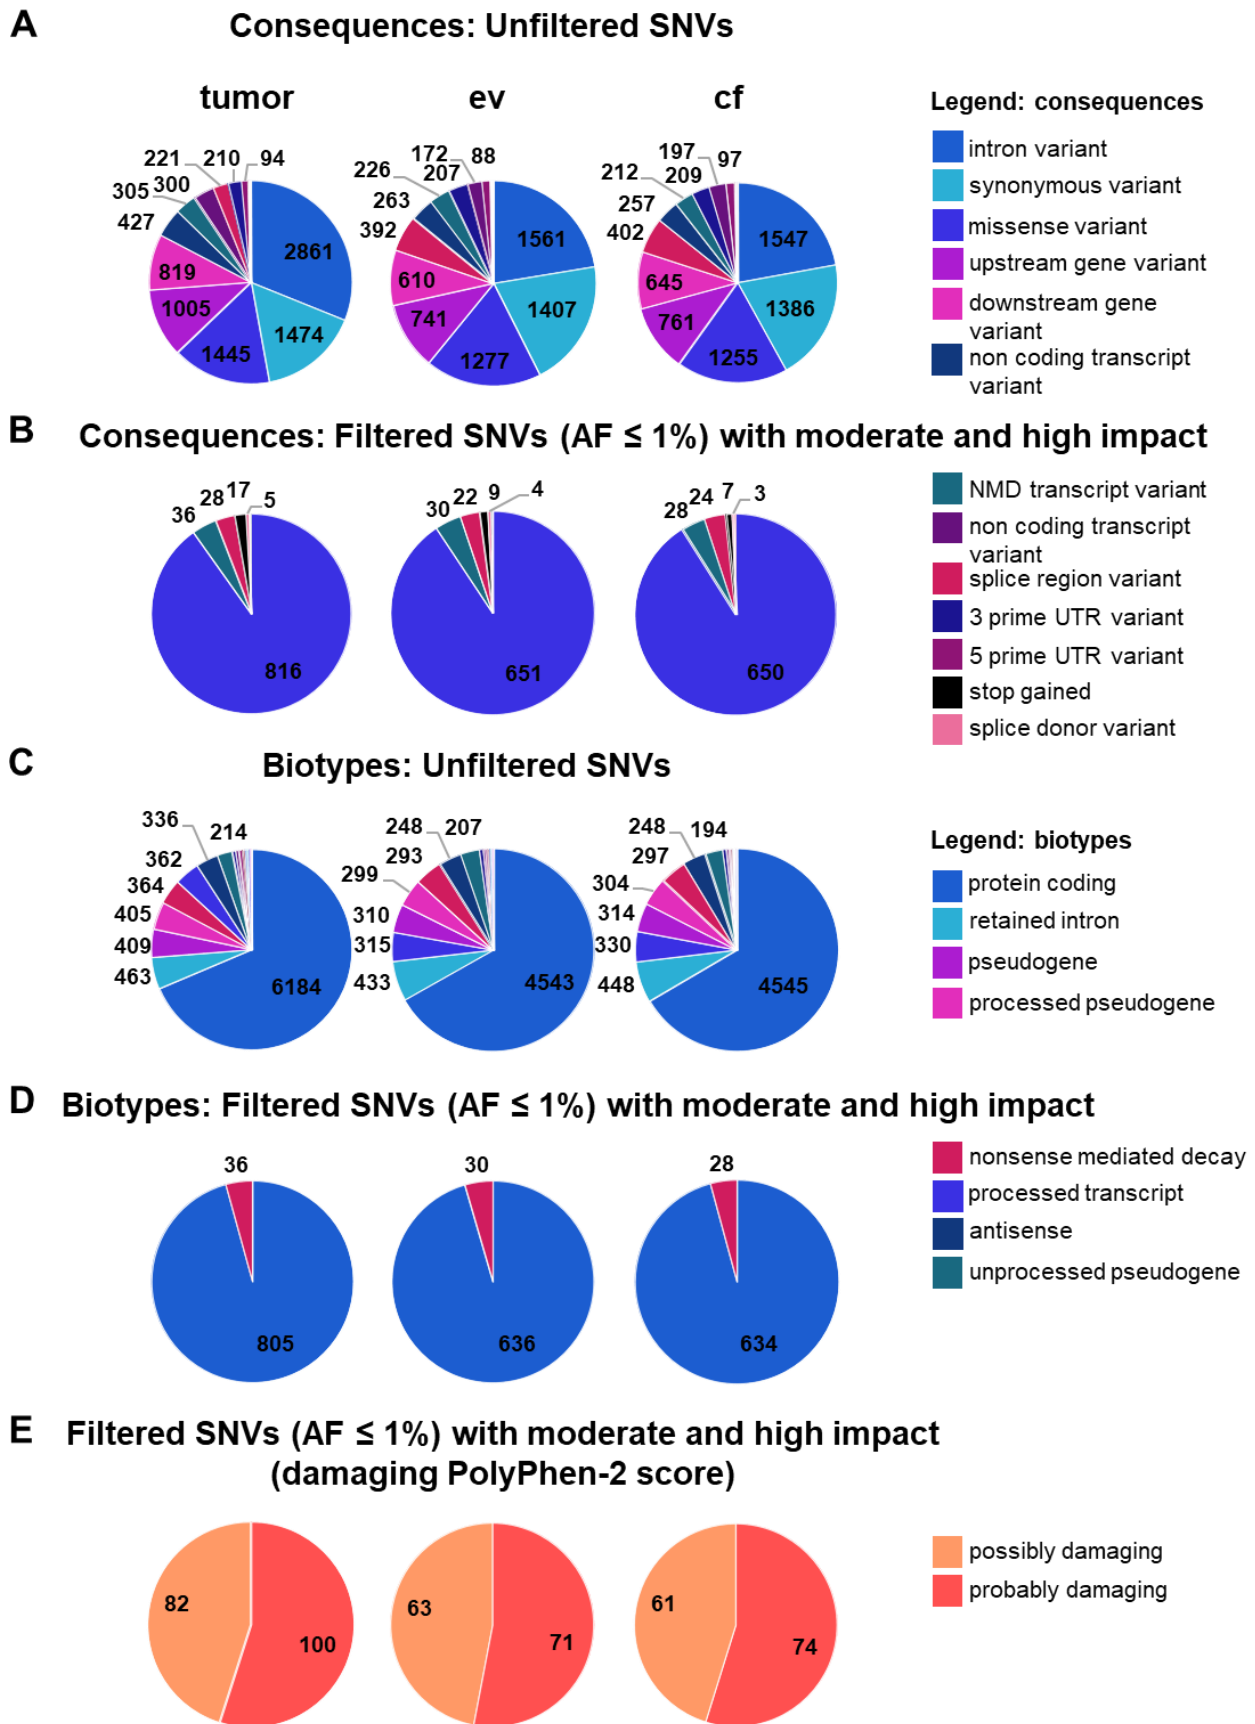 A
Consequences: Unfiltered SNVs
tumor
ev
cf
221
210
94
305
300
427
2861
819
1005
1474
1445
172
88
226
207
263
392
1561
610
741
1407
1277
197
97
212
209
257
402
1547
645
761
1386
1255
Legend: consequences
intron variant
synonymous variant
missense variant
upstream gene variant
downstream gene
variant
non coding transcript
variant
B
Consequences: Filtered SNVs (AF ≤ 1%) with moderate and high impact
36
28
17
5
816
30
22
9
4
651
28
24
7
3
650
NMD transcript variant
non coding transcript
variant
splice region variant
3 prime UTR variant
5 prime UTR variant
stop gained
splice donor variant
C
Biotypes: Unfiltered SNVs
336
214
362
364
405
409
463
6184
248
207
293
299
310
315
433
4543
248
194
297
304
314
330
448
4545
Legend: biotypes
protein coding
retained intron
pseudogene
processed pseudogene
D
Biotypes: Filtered SNVs (AF ≤ 1%) with moderate and high impact
36
805
30
636
28
634
nonsense mediated decay
processed transcript
antisense
unprocessed pseudogene
E
Filtered SNVs (AF ≤ 1%) with moderate and high impact
(damaging PolyPhen-2 score)
82
100
63
71
61
74
possibly damaging
probably damaging